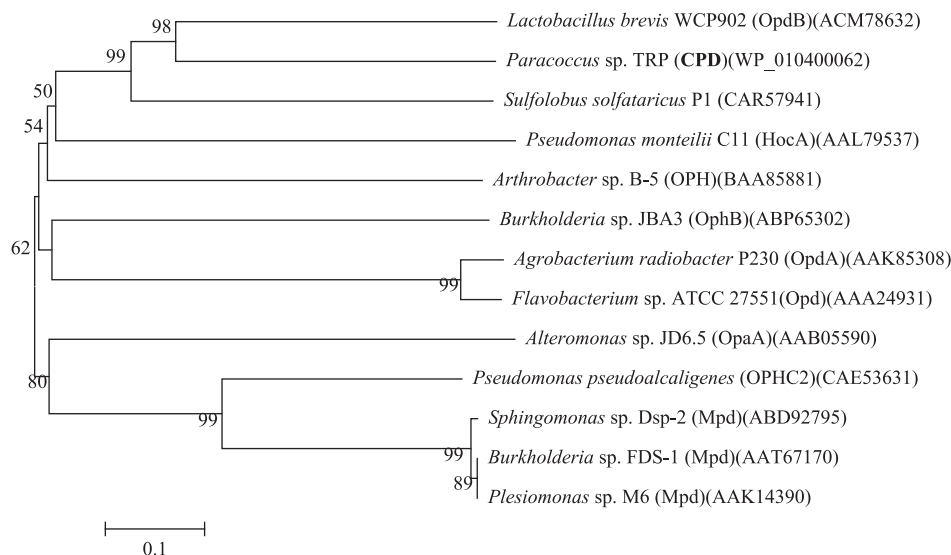 98
Lactobacillus brevis WCP902 (OpdB)(ACM78632)
99
Paracoccus sp. TRP (CPD)(WP_010400062)
50
Sulfolobus solfataricus P1 (CAR57941)
54
Pseudomonas monteilii C11 (HocA)(AAL79537)
Arthrobacter sp. B-5 (OPH)(BAA85881)
62
Burkholderia sp. JBA3 (OphB)(ABP65302)
Agrobacterium radiobacter P230 (OpdA)(AAK85308)
99
Flavobacterium sp. ATCC 27551(Opd)(AAA24931)
Alteromonas sp. JD6.5 (OpaA)(AAB05590)
80
Pseudomonas pseudoalcaligenes (OPHC2)(CAE53631)
99
Sphingomonas sp. Dsp-2 (Mpd)(ABD92795)
99
Burkholderia sp. FDS-1 (Mpd)(AAT67170)
89
Plesiomonas sp. M6 (Mpd)(AAK14390)
0.1